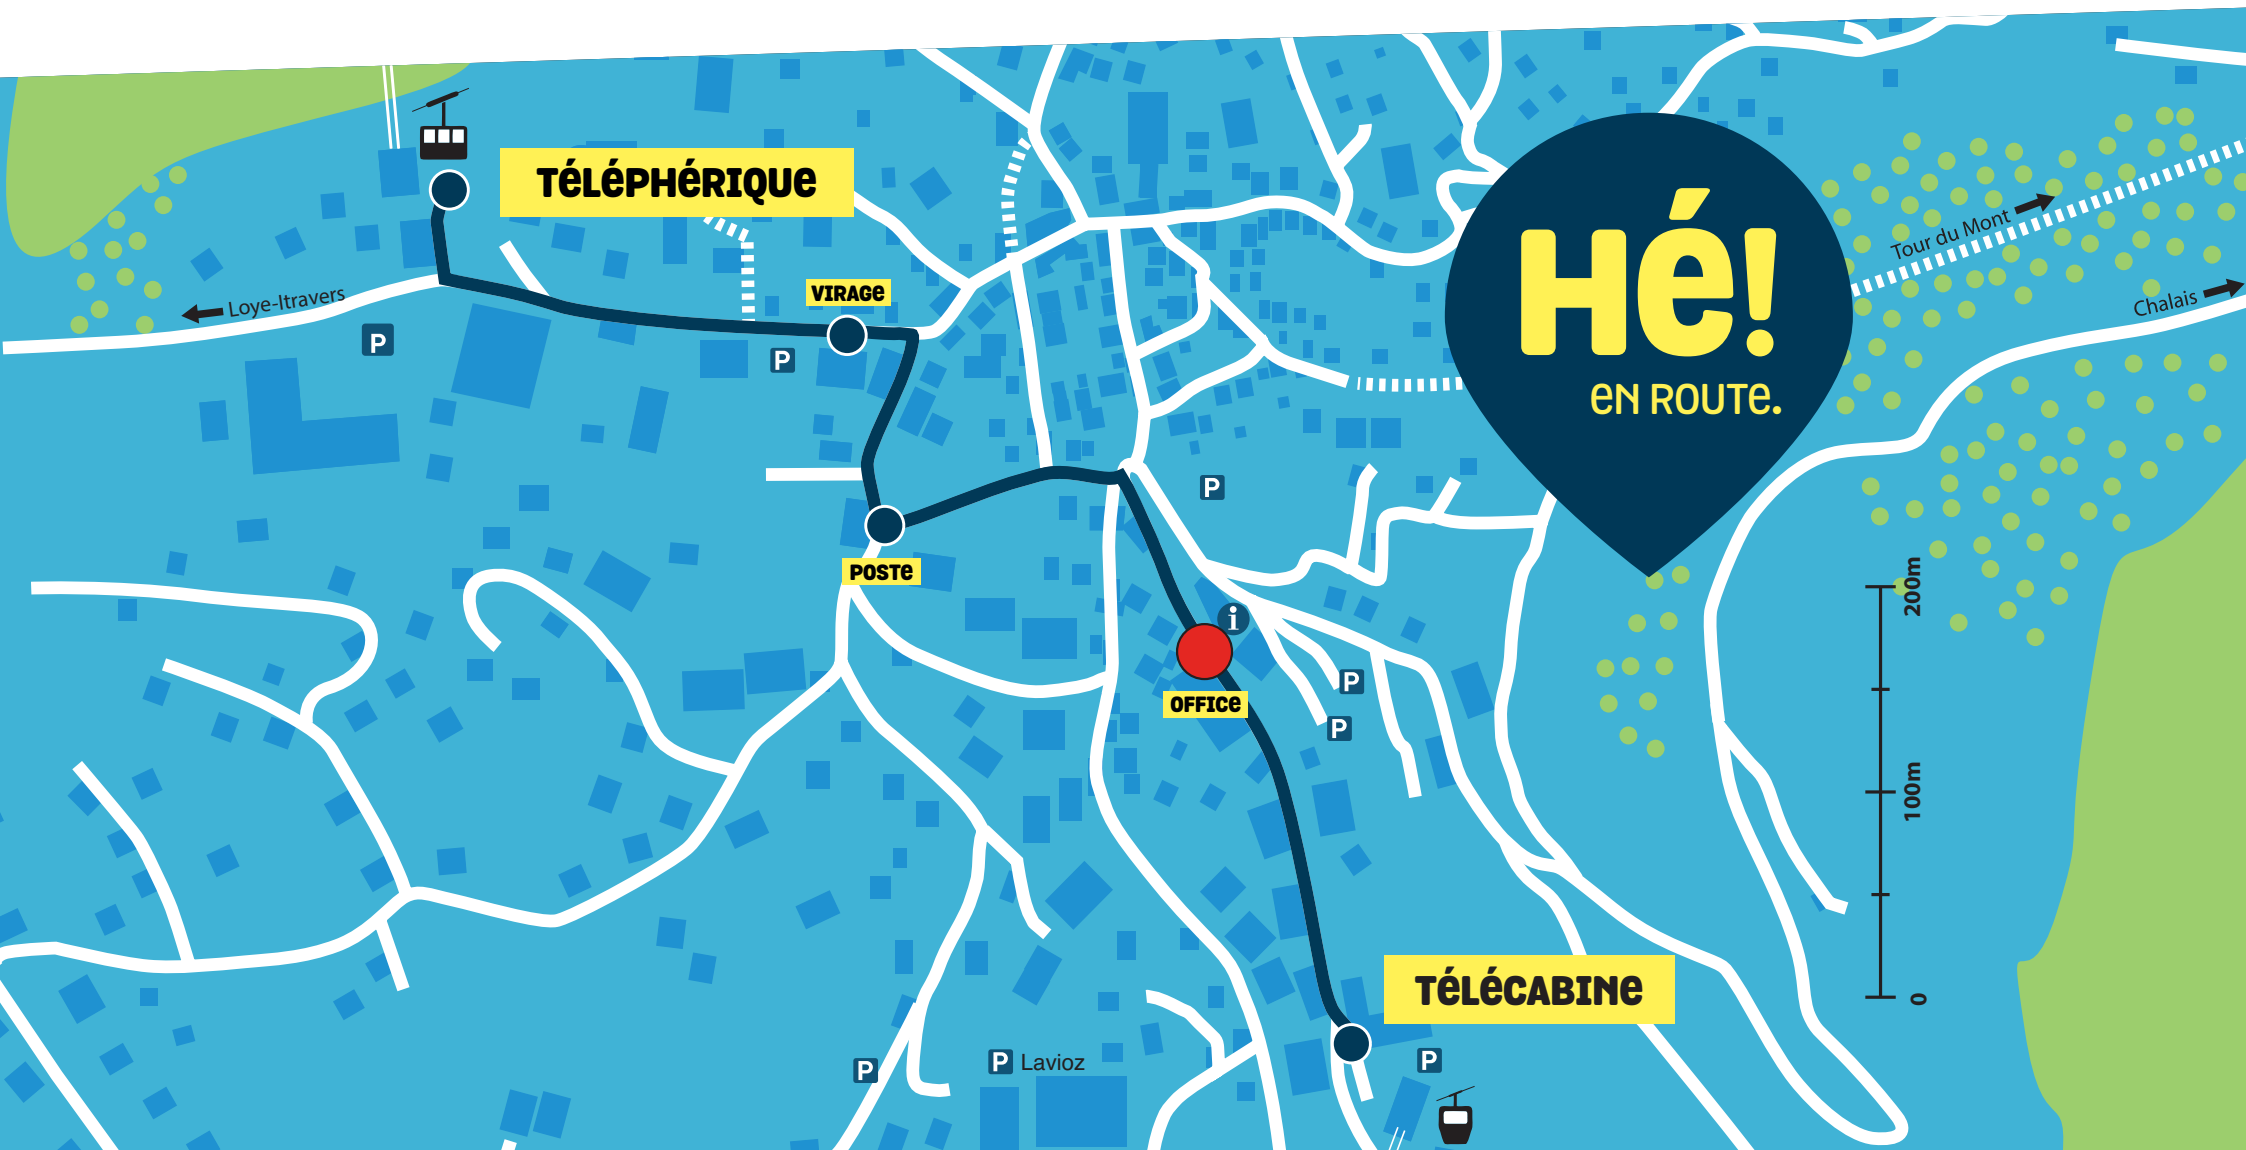 TÉLÉPHÉRIQUE
Hé!
EN ROUTE.
Tour du Mont
Chalais
Loye-Itravers
VIRAGE
P
P
P
POSTE
i
OFFICE
P
P
200m
100m
0
TÉLÉCABINE
P
P Lavioz
P